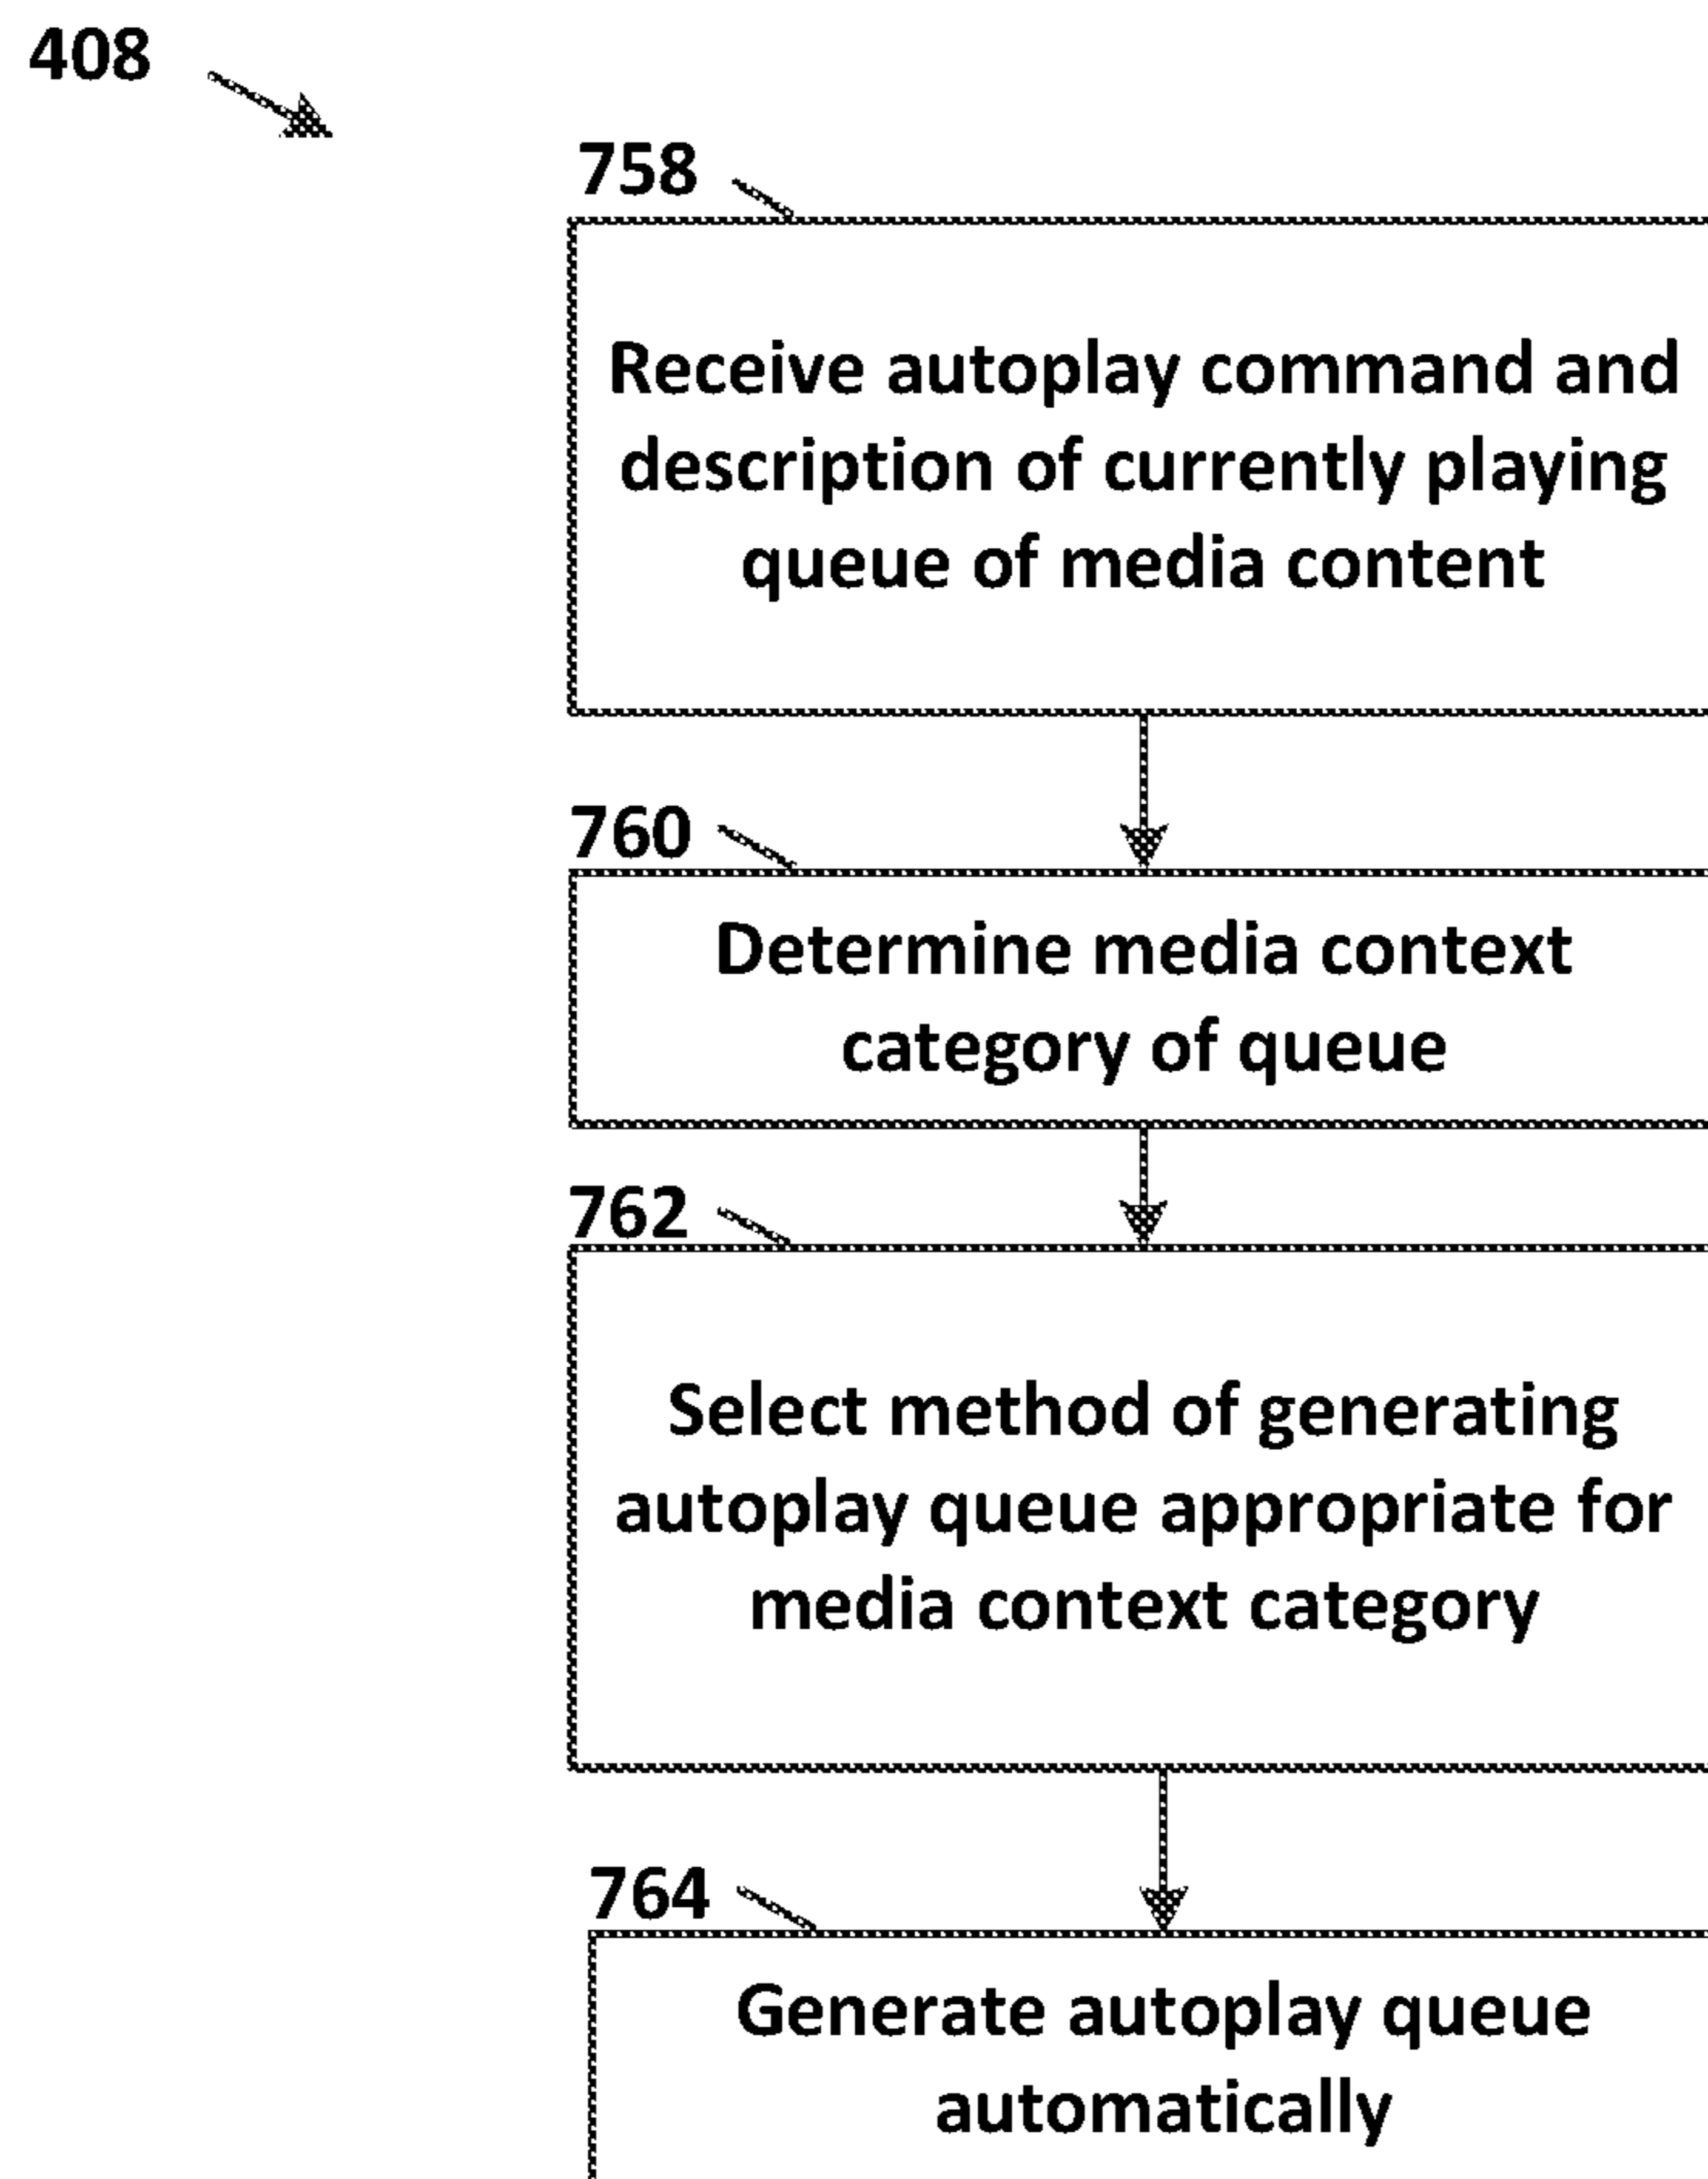 408
758
Receive autoplay command and
description of currently playing
queue of media content
760
Determine media context
category of queue
762
Select method of generating
autoplay queue appropriate for
media context category
764
Generate autoplay queue
automatically